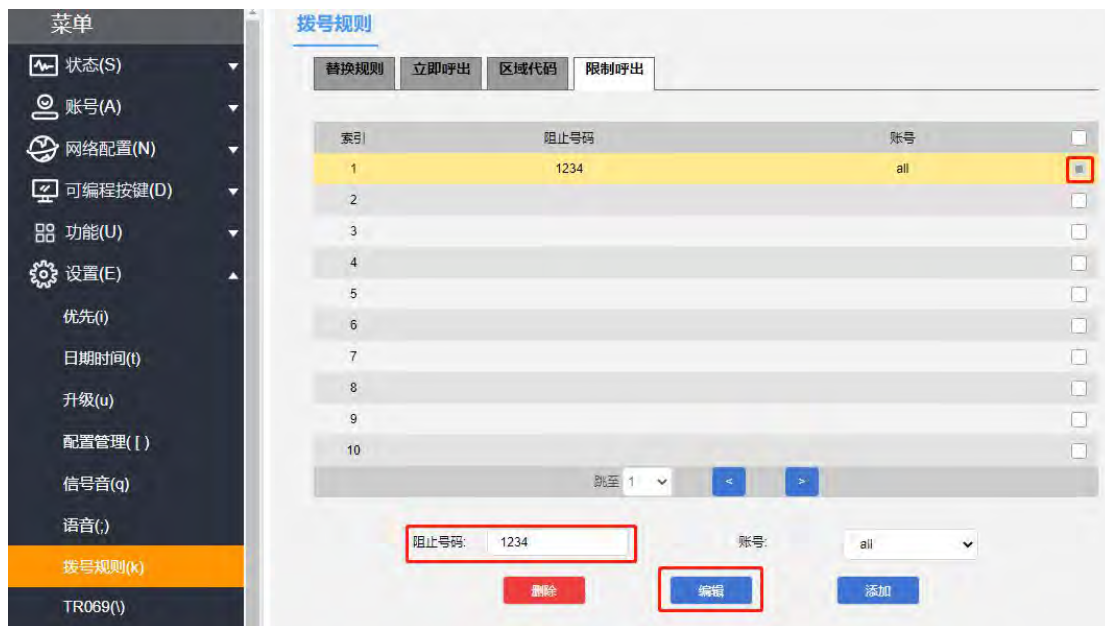 菜单
状态(S)
账号(A)
网络配置(N)
可编程按键(D)
功能(U)
设置(E)
优先(i)
日期时间(t)
升级(u)
配置管理( [ )
信号音(q)
语音(;)
拨号规则(k)
TR069(\)
拨号规则
替换规则 立即呼出 区域代码 限制呼出
索引 阻止号码 账号
1 1234 all
2
3
4
5
6
7
8
9
10
跳至 1 < >
阻止号码: 1234 账号: all
删除 编辑 添加